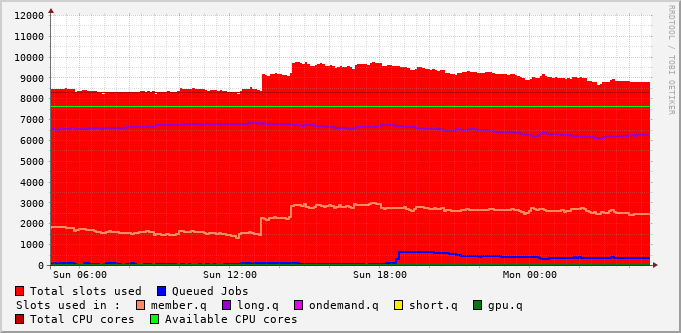 12000
11000
10000
9000
8000
7000
6000
5000
4000
3000
2000
1000
0
Sun 06:00 Sun 12:00 Sun 18:00 Mon 00:00
RRDTOOL / TOBI OETIKER
Total slots used Queued Jobs
Slots used in : member.q long.q ondemand.q short.q gpu.q
Total CPU cores Available CPU cores